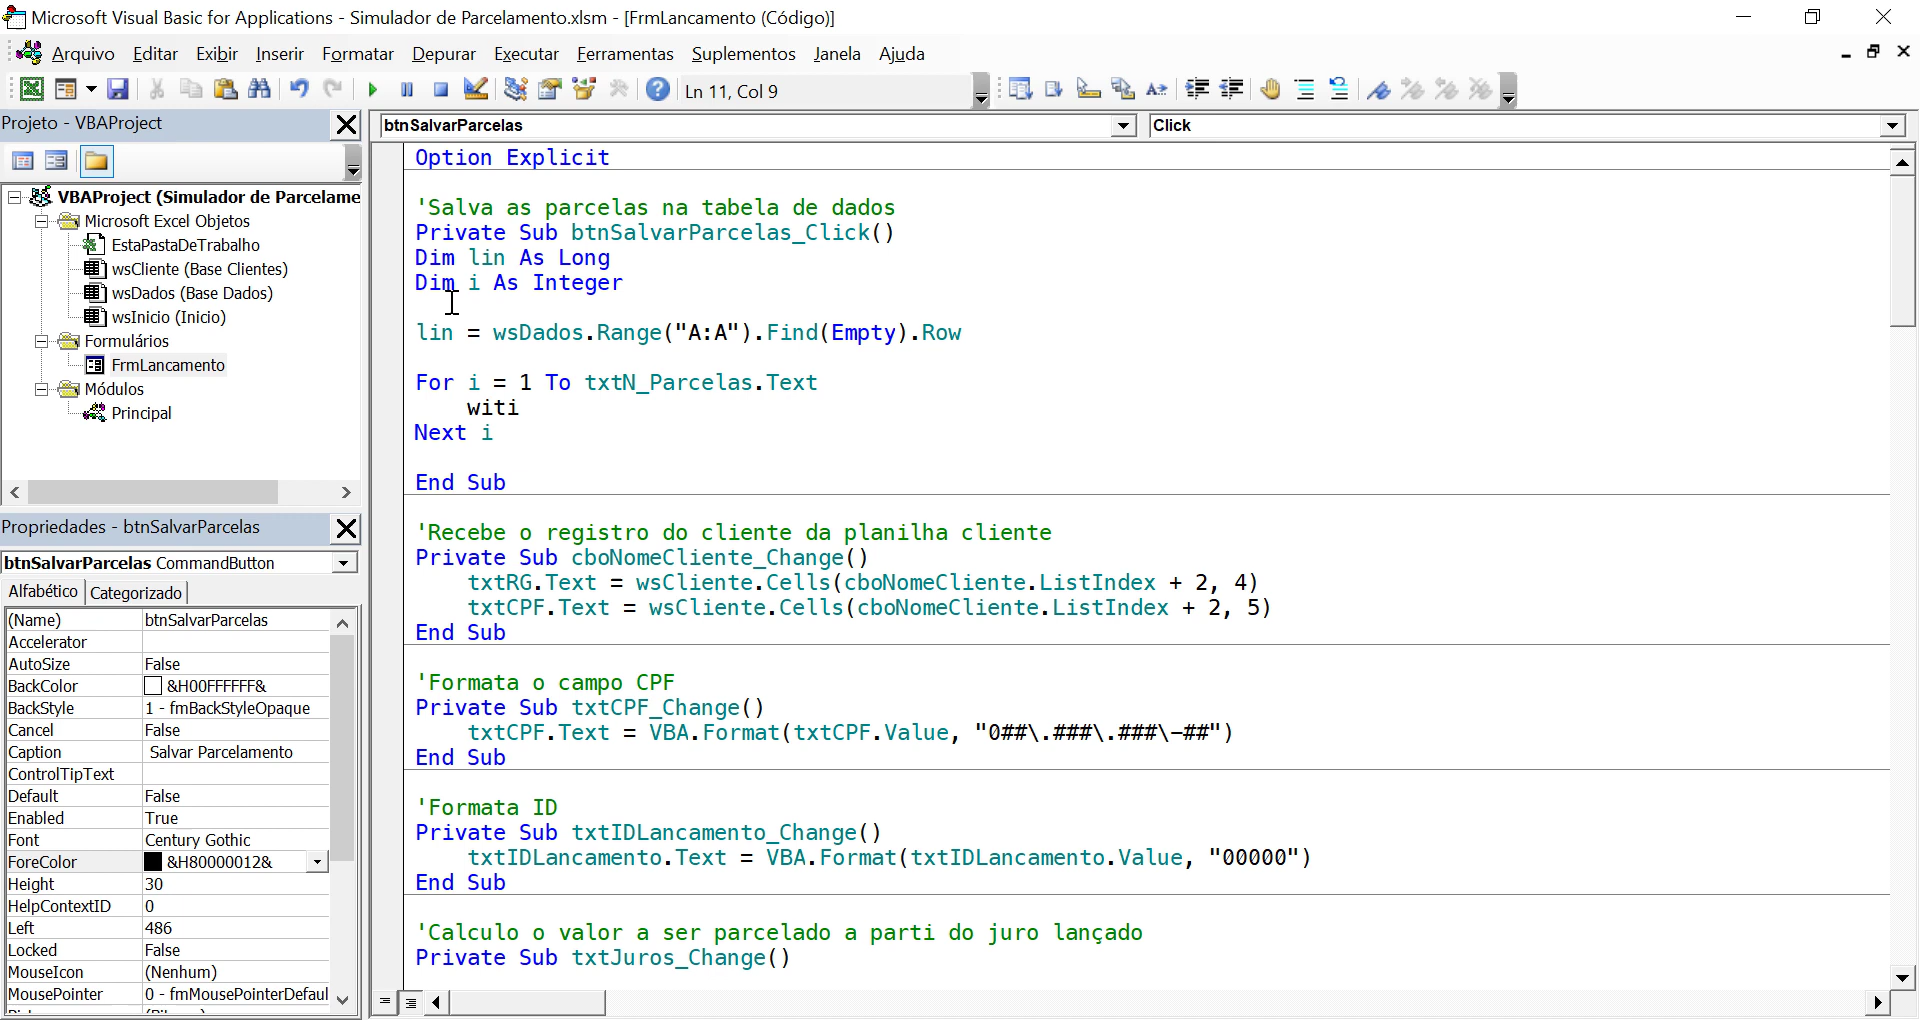 Microsoft Visual Basic for Applications - Simulador de Parcelamento.xlsm - [FrmLancamento (Código)]
Arquivo Editar Exibir Inserir Formatar Depurar Executar Ferramentas Suplementos Janela Ajuda
Ln 11, Col 9
Projeto - VBAProject
VBAProject (Simulador de Parcelame
Microsoft Excel Objetos
EstaPastaDeTrabalho
wsCliente (Base Clientes)
wsDados (Base Dados)
wsInicio (Inicio)
Formulários
FrmLancamento
Módulos
Principal
Propriedades - btnSalvarParcelas
btnSalvarParcelas CommandButton
Alfabético Categorizado
(Name) btnSalvarParcelas
Accelerator
AutoSize False
BackColor &H00FFFFFF&
BackStyle 1 - fmBackStyleOpaque
Cancel False
Caption Salvar Parcelamento
ControlTipText
Default False
Enabled True
Font Century Gothic
ForeColor &H80000012&
Height 30
HelpContextID 0
Left 486
Locked False
MouseIcon (Nenhum)
MousePointer 0 - fmMousePointerDefaul
btnSalvarParcelas Click
Option Explicit
'Salva as parcelas na tabela de dados
Private Sub btnSalvarParcelas_Click()
Dim lin As Long
Dim i As Integer
lin = wsDados.Range("A:A").Find(Empty).Row
For i = 1 To txtN_Parcelas.Text
witi
Next i
End Sub
'Recebe o registro do cliente da planilha cliente
Private Sub cboNomeCliente_Change()
txtRG.Text = wsCliente.Cells(cboNomeCliente.ListIndex + 2, 4)
txtCPF.Text = wsCliente.Cells(cboNomeCliente.ListIndex + 2, 5)
End Sub
'Formata o campo CPF
Private Sub txtCPF_Change()
txtCPF.Text = VBA.Format(txtCPF.Value, "0##\.###\.###\-##")
End Sub
'Formata ID
Private Sub txtIDLancamento_Change()
txtIDLancamento.Text = VBA.Format(txtIDLancamento.Value, "00000")
End Sub
'Calculo o valor a ser parcelado a parti do juro lançado
Private Sub txtJuros_Change()